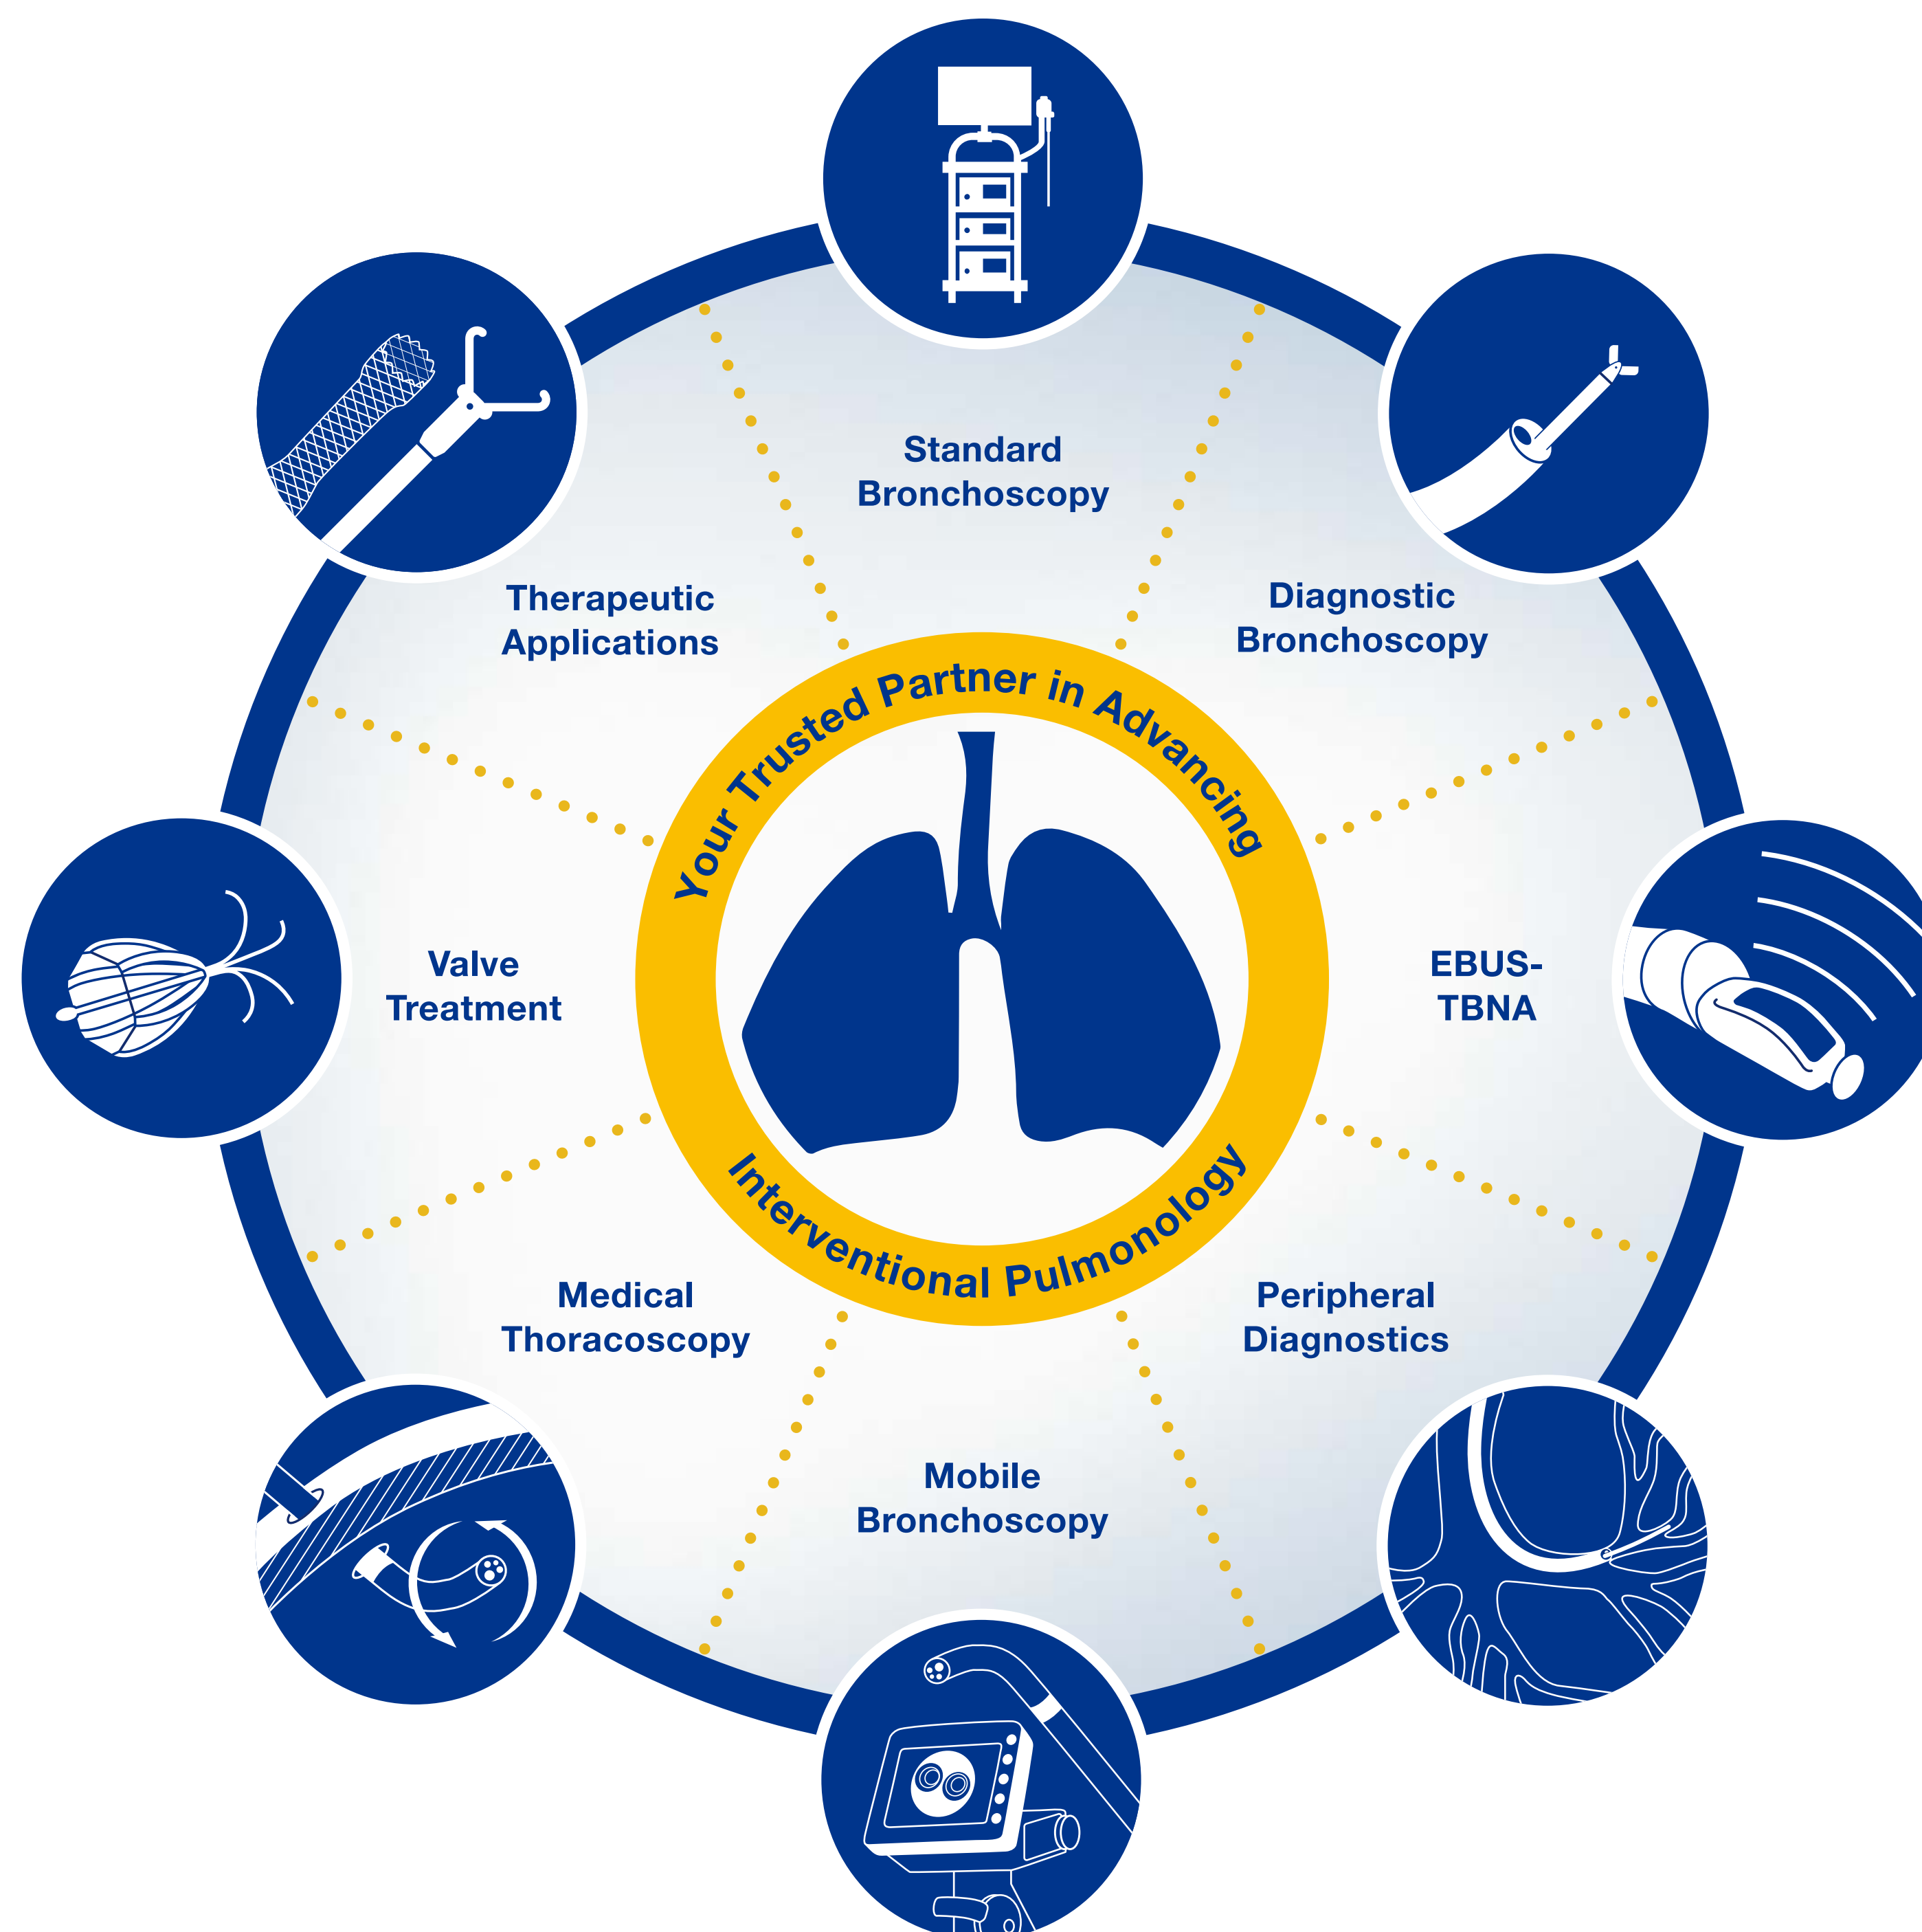 Standard
Bronchoscopy
Diagnostic
Bronchoscopy
Therapeutic
Applications
Your Trusted Partner in Advancing
Valve
Treatment
EBUS-
TBNA
Interventional Pulmonology
Medical
Thoracoscopy
Peripheral
Diagnostics
Mobile
Bronchoscopy